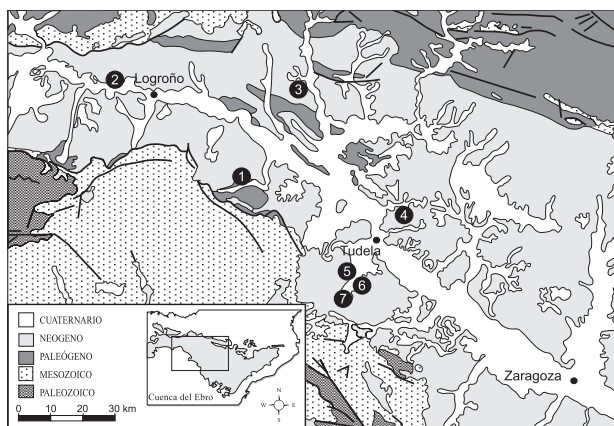 2
Logroño
3
1
4
Tudela
5
6
7
Zaragoza
CUATERNARIO
NEOGENO
PALEÓGENO
MESOZOICO
PALEOZOICO
0 10 20 30 km
Cuenca del Ebro
N
W E
S